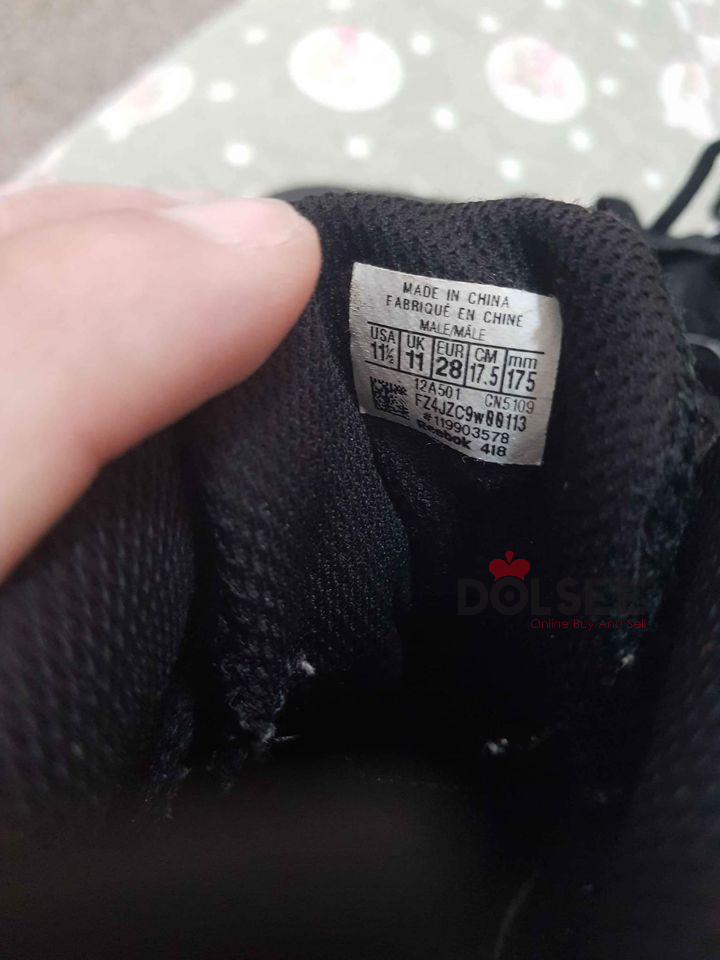 MADE IN CHINA
FABRIQUÉ EN CHINE
MALE/MÂLE
USA UK EUR CM mm
11½ 11 28 17.5 175
12A501 CN5109
FZ4JZC9w00113
#119903578
Reebok 418
DOLSEE
Online Buy And Sell